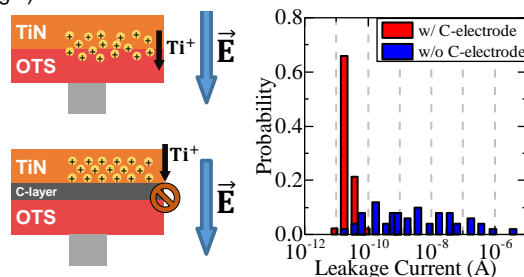 TiN
OTS
Ti+
E
TiN
C-layer
OTS
Ti+
E
w/ C-electrode
w/o C-electrode
Probability
0.8
0.6
0.4
0.2
0.0
10-12 10-10 10-8 10-6
Leakage Current (A)